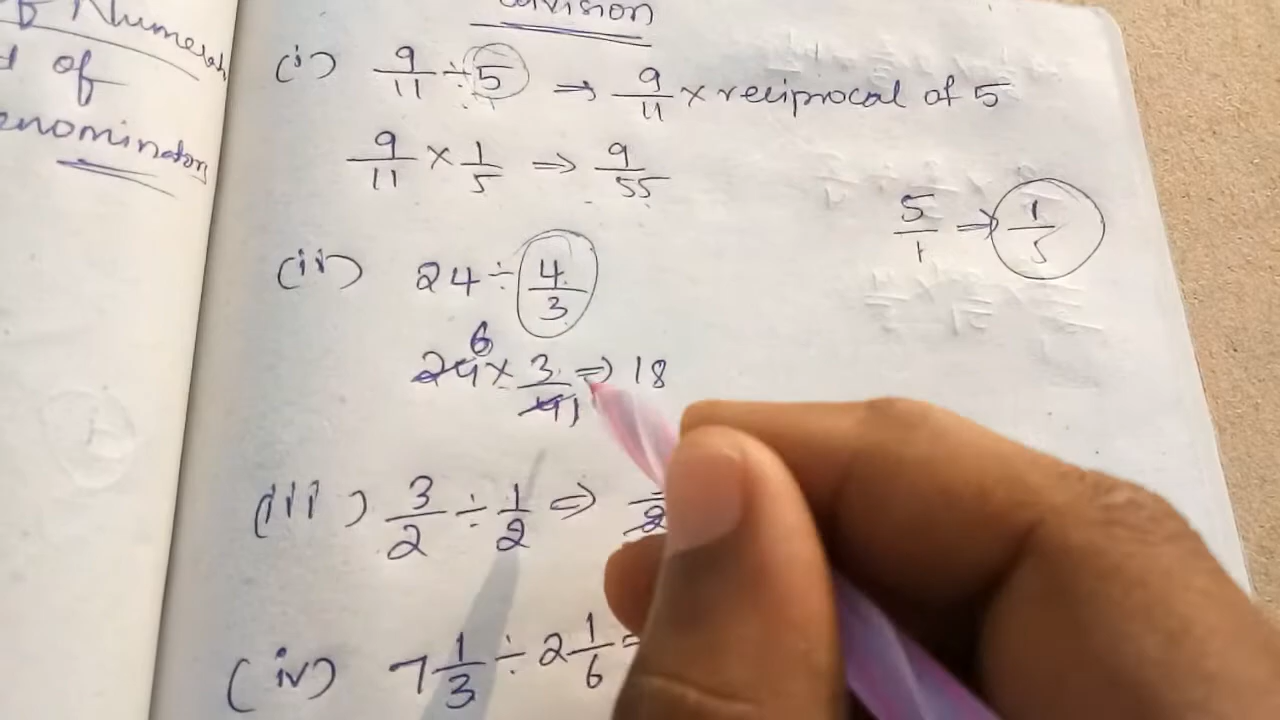 of Numerat
of
enominators
Division
(i) 9/11 ÷ 5 ⇒ 9/11 × reciprocal of 5
9/11 × 1/5 ⇒ 9/55
5/1 ⇒ 1/5
(ii) 24 ÷ 4/3
6
24 × 3/4 1 ⇒ 18
(iii) 3/2 ÷ 1/2 ⇒ /2
(iv) 7 1/3 ÷ 2 1/6 =